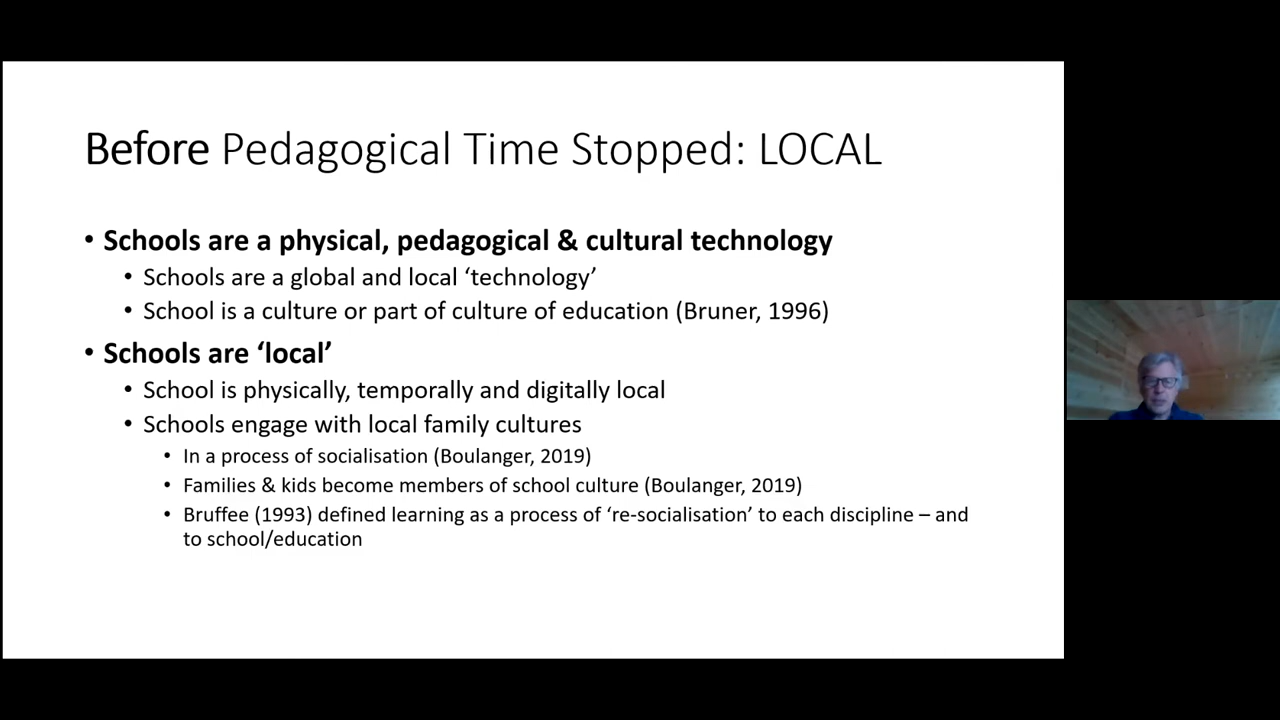 Before Pedagogical Time Stopped: LOCAL
• Schools are a physical, pedagogical & cultural technology
• Schools are a global and local ‘technology’
• School is a culture or part of culture of education (Bruner, 1996)
• Schools are ‘local’
• School is physically, temporally and digitally local
• Schools engage with local family cultures
• In a process of socialisation (Boulanger, 2019)
• Families & kids become members of school culture (Boulanger, 2019)
• Bruffee (1993) defined learning as a process of ‘re-socialisation’ to each discipline – and
to school/education